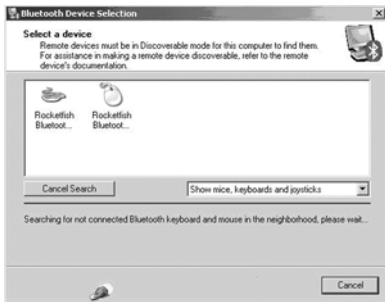 Bluetooth Device Selection
Select a device
Remote devices must be in Discoverable mode for this computer to find them.
For assistance in making a remote device discoverable, refer to the remote
device's documentation.
Rocketfish Rocketfish
Bluetoot... Bluetoot...
Cancel Search Show mice, keyboards and joysticks
Searching for not connected Bluetooth keyboard and mouse in the neighborhood, please wait...
Cancel